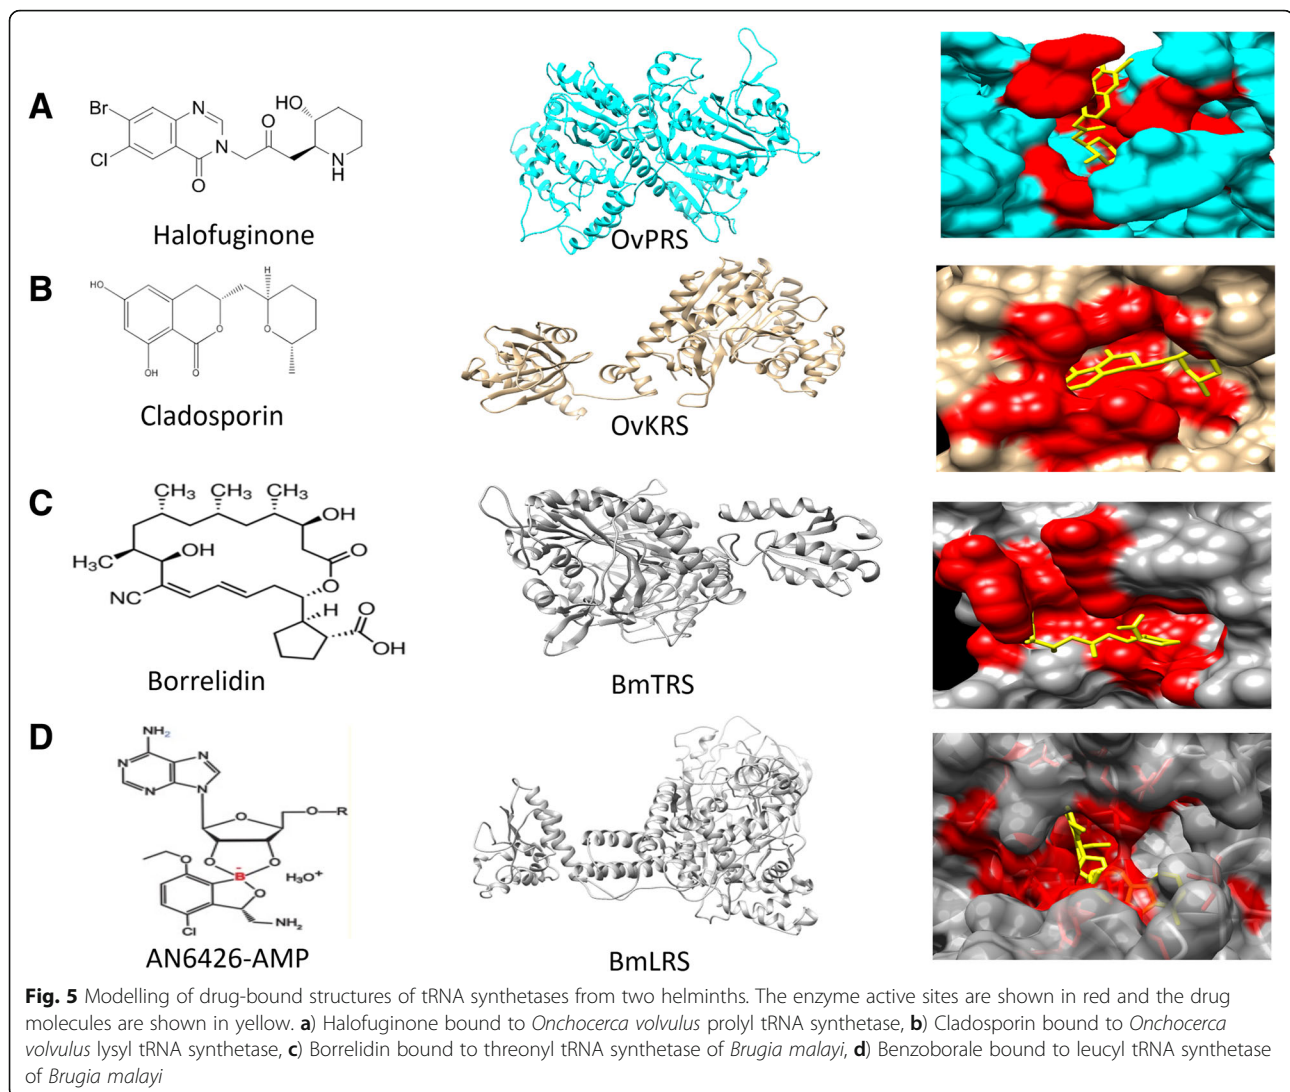 A
Br
Cl
N
N
O
O
HO
N
H
Halofuginone
OvPRS
B
HO
OH
O
O
H
O
Cladosporin
OvKRS
C
CH3 CH3 CH3
OH
H3C
OH
O
O
NC
H
O
OH
Borrelidin
BmTRS
D
NH2
N
N
N
N
O
O—R
O
O
B-
O
H3O+
O
NH2
Cl
AN6426-AMP
BmLRS
Fig. 5 Modelling of drug-bound structures of tRNA synthetases from two helminths. The enzyme active sites are shown in red and the drug
molecules are shown in yellow. a) Halofuginone bound to Onchocerca volvulus prolyl tRNA synthetase, b) Cladosporin bound to Onchocerca
volvulus lysyl tRNA synthetase, c) Borrelidin bound to threonyl tRNA synthetase of Brugia malayi, d) Benzoborale bound to leucyl tRNA synthetase
of Brugia malayi